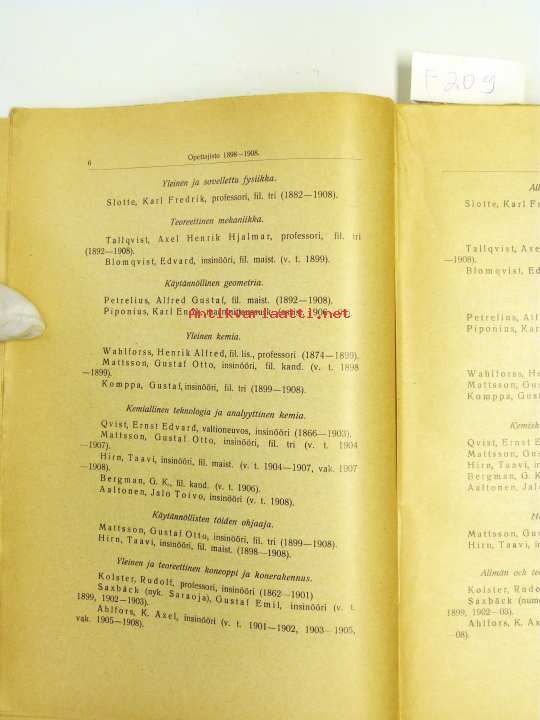 F 209
6
Opettajisto 1898—1908.
Yleinen ja sovellettu fysiikka.
Slotte, Karl Fredrik, professori, fil. tri (1882—1908).
Teoreettinen mekaniikka.
Tallqvist, Axel Henrik Hjalmar, professori, fil. tri
(1892—1908).
Blomqvist, Edvard, insinööri, fil. maist. (v. t. 1899).
Käytännöllinen geometria.
Petrelius, Alfred Gustaf, fil. maist. (1892—1908).
Piponius, Karl
Antikvariaatti.net
Yleinen kemia.
Wahlforss, Henrik Alfred, fil. lis., professori (1874—1899).
Mattsson, Gustaf Otto, insinööri, fil. kand. (v. t. 1898
—1899).
Komppa, Gustaf, insinööri, fil. tri (1899—1908).
Kemiallinen teknologia ja analyyttinen kemia.
Qvist, Ernst Edvard, valtioneuvos, insinööri (1866—1903).
Mattsson, Gustaf Otto, insinööri, fil. tri (v. t. 1904
—1907).
Hirn, Taavi, insinööri, fil. maist. (v. t. 1904—1907, vak. 1907
—1908).
Bergman, G. K., fil. kand. (v. t. 1906).
Aaltonen, Jalo Toivo, insinööri (v. t. 1908).
Käytännöllisten töiden ohjaaja.
Mattsson, Gustaf Otto, insinööri, fil. tri (1899—1908).
Hirn, Taavi, insinööri, fil. maist. (1898—1908).
Yleinen ja teoreettinen koneoppi ja konerakennus.
Kolster, Rudolf, professori, insinööri (1862—1901)
Saxbäck (nyk. Saraoja), Gustaf Emil, insinööri (v. t.
1899, 1902—1903).
Ahlfors, K. Axel, insinööri (v. t. 1901—1902, 1903—1905,
vak. 1905—1908).
Slotte, Karl F
Tallqvist, Axe
—1908).
Blomqvist, Ed
Petrelius, Alf
Piponius, Kar
Wahlforss, He
Mattsson, Gus
Komppa, Gust
Kemisk
Qvist, Ernst E
Mattsson, Gus
Hirn, Taavi, in
Bergman, G. K
Aaltonen, Jal
Mattsson, Gust
Hirn, Taavi, ins
Allmän och teo
Kolster, Rudo
Saxbäck (num
1899, 1902—03).
Ahlfors, K. Ax
—08).